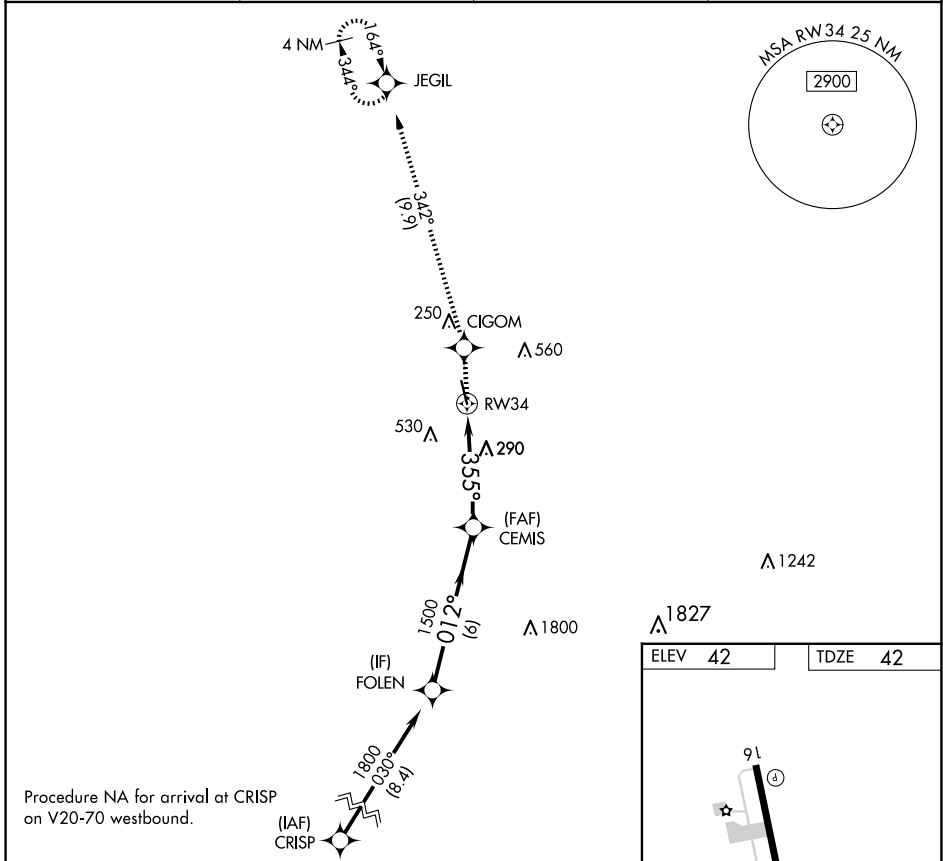 4 NM
164°
344°
JEGIL
MSA RW34 25 NM
2900
342°
(9.9)
250
CIGOM
560
RW34
530
290
355°
(FAF)
CEMIS
1242
1500
012°
(6)
1800
1827
(IF)
FOLEN
ELEV 42
TDZE 42
1800
030°
(8.4)
16
P
Procedure NA for arrival at CRISP
on V20-70 westbound.
(IAF)
CRISP